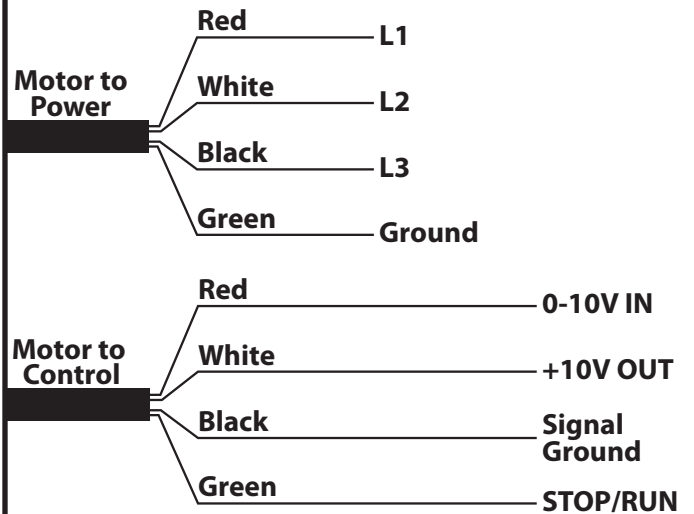 Motor to
Power
Red
L1
White
L2
Black
L3
Green
Ground
Motor to
Control
Red
0-10V IN
White
+10V OUT
Black
Signal
Ground
Green
STOP/RUN